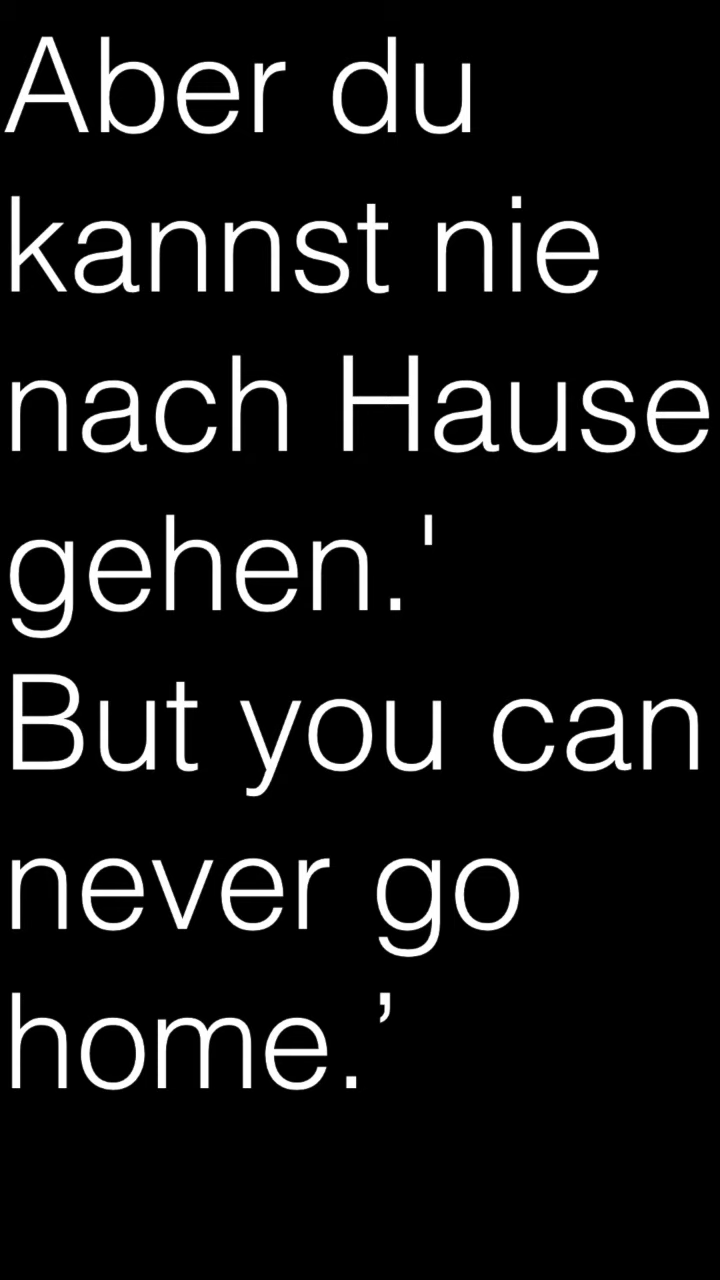 Aber du
kannst nie
nach Hause
gehen.'
But you can
never go
home.’